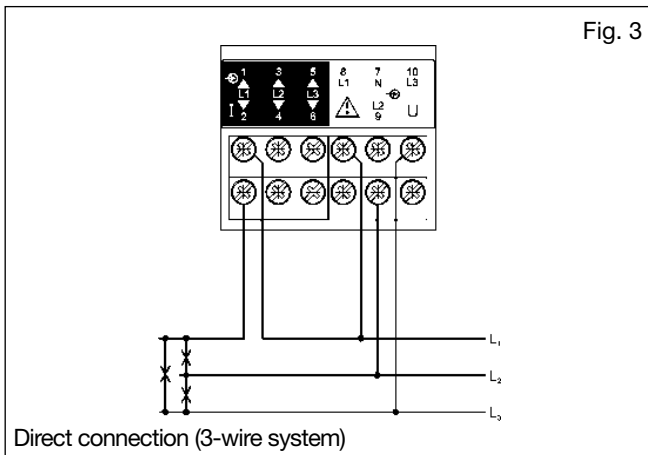 Fig. 3
1 3 5 8 7 10
L1 N L3
L1 L2 L3
L2
I 2 4 6 9 U
L1
L2
L3
Direct connection (3-wire system)